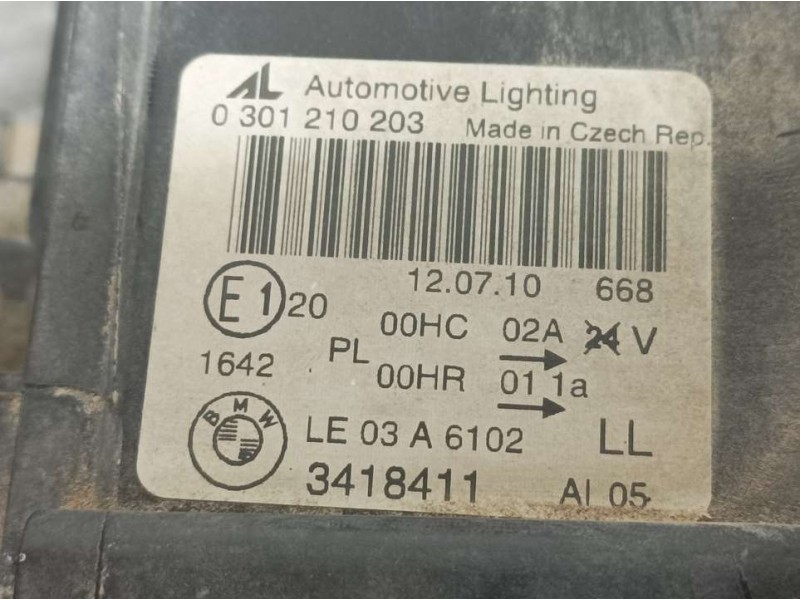 AL Automotive Lighting
0 301 210 203 Made in Czech Rep.
12.07.10 668
E1 20 00HC 02A 24 V
1642 PL 00HR 01 1a
BMW LE 03 A 6102 LL
3418411 AI 05